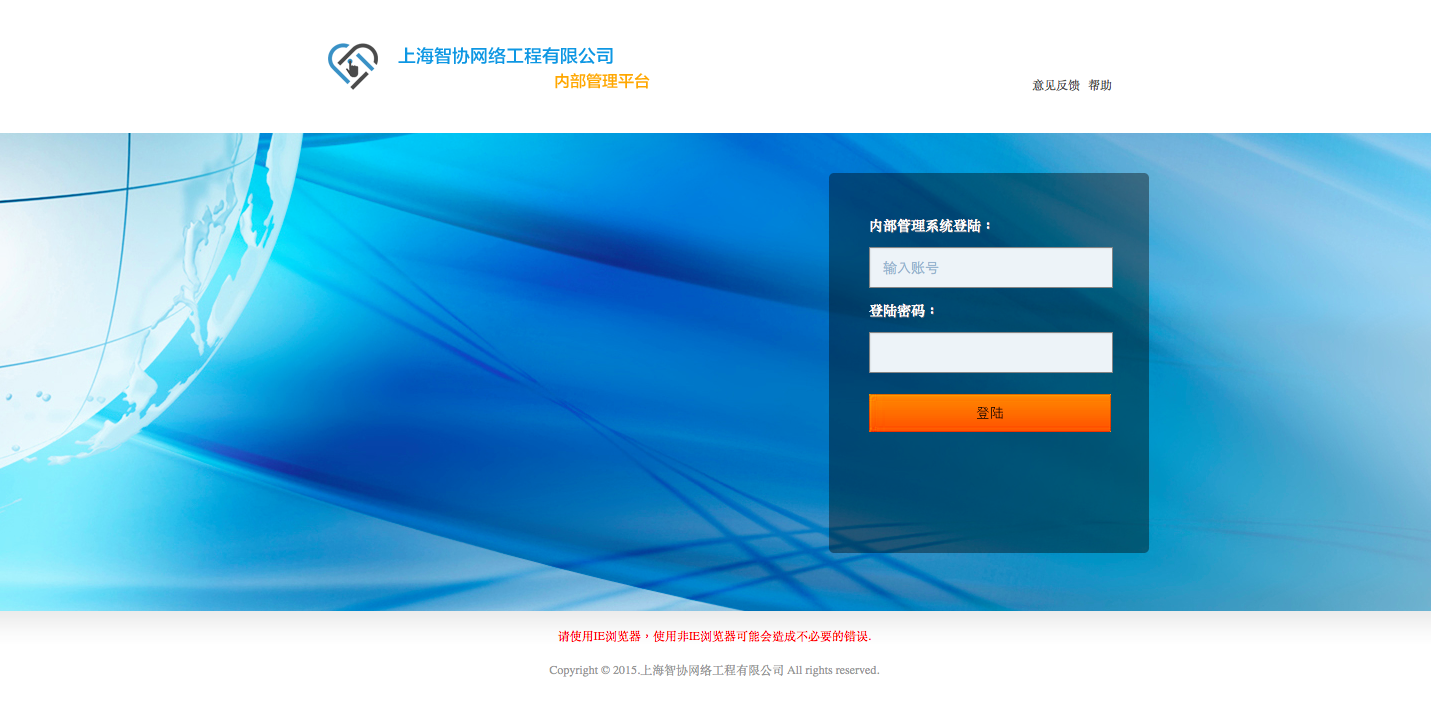 上海智协网络工程有限公司
内部管理平台
意见反馈 帮助
内部管理系统登陆：
输入账号
登陆密码：
登陆
请使用IE浏览器，使用非IE浏览器可能会造成不必要的错误.
Copyright © 2015.上海智协网络工程有限公司 All rights reserved.